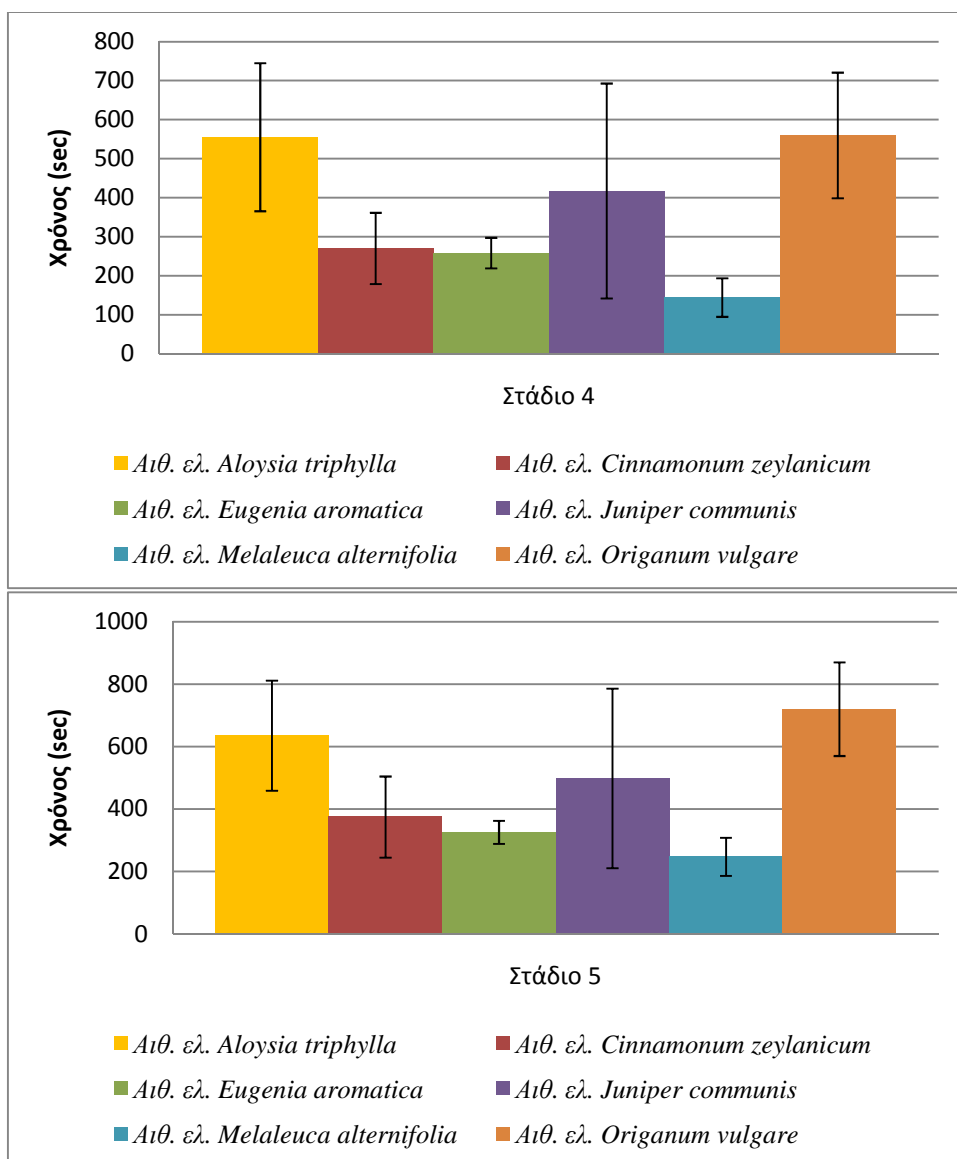 800
700
600
500
400
300
200
100
0
Χρόνος (sec)
Στάδιο 4
Αιθ. ελ. Aloysia triphylla
Αιθ. ελ. Cinnamonum zeylanicum
Αιθ. ελ. Eugenia aromatica
Αιθ. ελ. Juniper communis
Αιθ. ελ. Melaleuca alternifolia
Αιθ. ελ. Origanum vulgare
1000
800
600
400
200
0
Χρόνος (sec)
Στάδιο 5
Αιθ. ελ. Aloysia triphylla
Αιθ. ελ. Cinnamonum zeylanicum
Αιθ. ελ. Eugenia aromatica
Αιθ. ελ. Juniper communis
Αιθ. ελ. Melaleuca alternifolia
Αιθ. ελ. Origanum vulgare